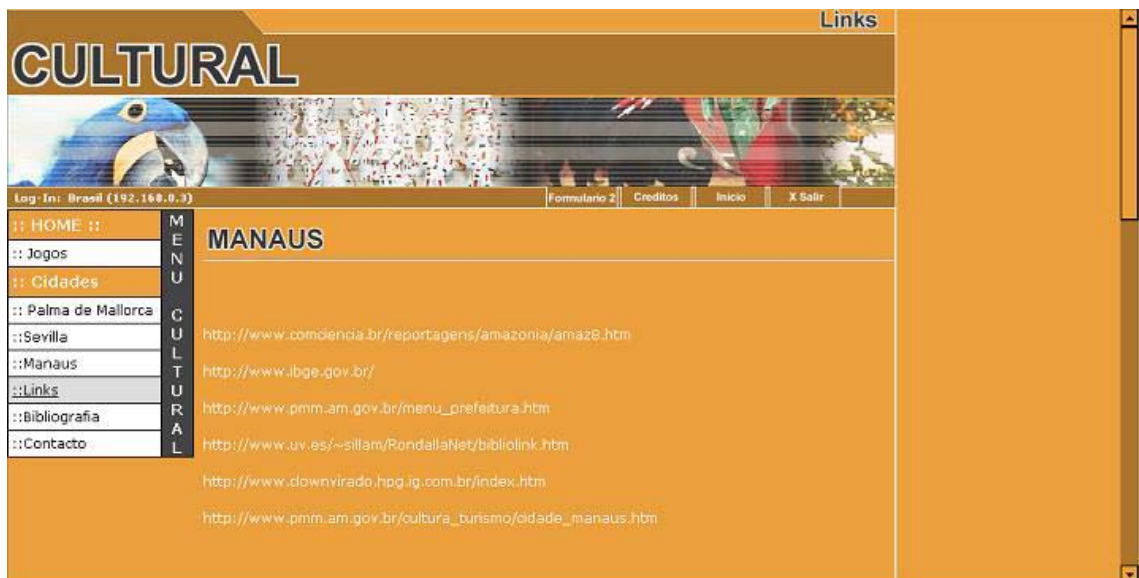 Links
CULTURAL
Log-In: Brasil (192.168.0.3)
Formulario 2 Creditos Inicio X Salir
:: HOME ::
:: Jogos
:: Cidades
:: Palma de Mallorca
::Sevilla
::Manaus
::Links
::Bibliografia
::Contacto
MENU CULTURAL
MANAUS
http://www.comciencia.br/reportagens/amazonia/amaz8.htm
http://www.ibge.gov.br/
http://www.pmm.am.gov.br/menu_prefeitura.htm
http://www.uv.es/~sillam/RondallaNet/bibliolink.htm
http://www.clownvirado.hpg.ig.com.br/index.htm
http://www.pmm.am.gov.br/cultura_turismo/cidade_manaus.htm